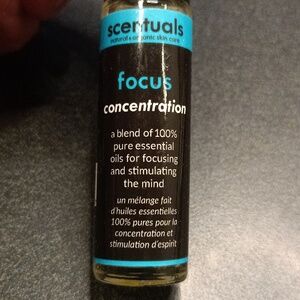 scentuals
natural + organic skin care
focus
concentration
a blend of 100%
pure essential
oils for focusing
and stimulating
the mind
un mélange fait
d'huiles essentielles
100% pures pour la
concentration et
stimulation d'espirit